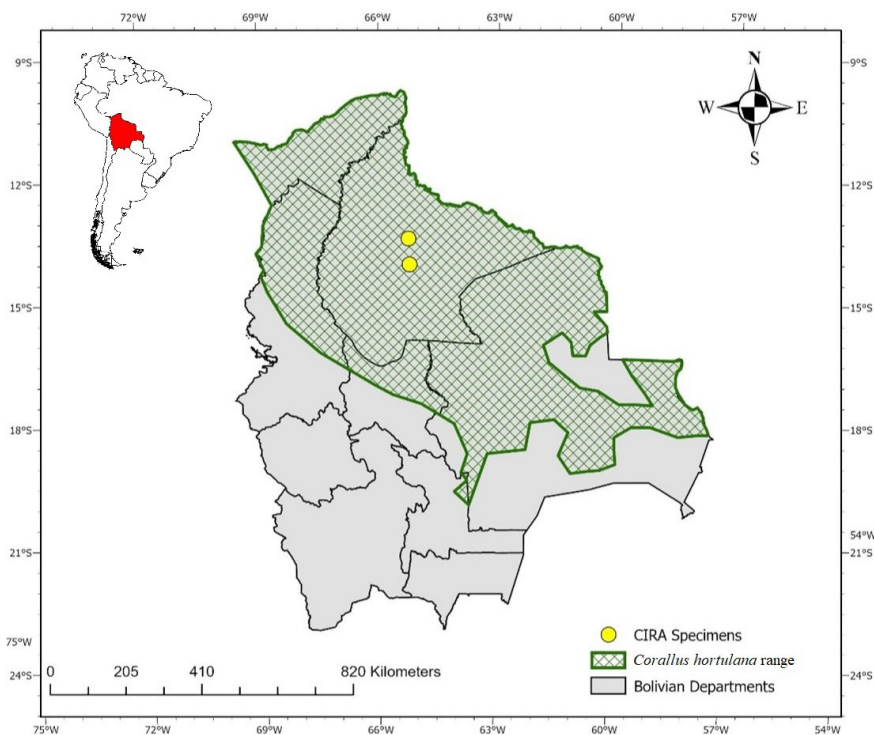 72°W 69°W 66°W 63°W 60°W 57°W
9°S 9°S
N
W E
S
12°S 12°S
15°S 15°S
18°S 18°S
54°W
21°S 21°S
CIRA Specimens
75°W
Corallus hortulana range
0 205 410 820 Kilometers
24°S 24°S
Bolivian Departments
75°W 72°W 69°W 66°W 63°W 60°W 57°W 54°W